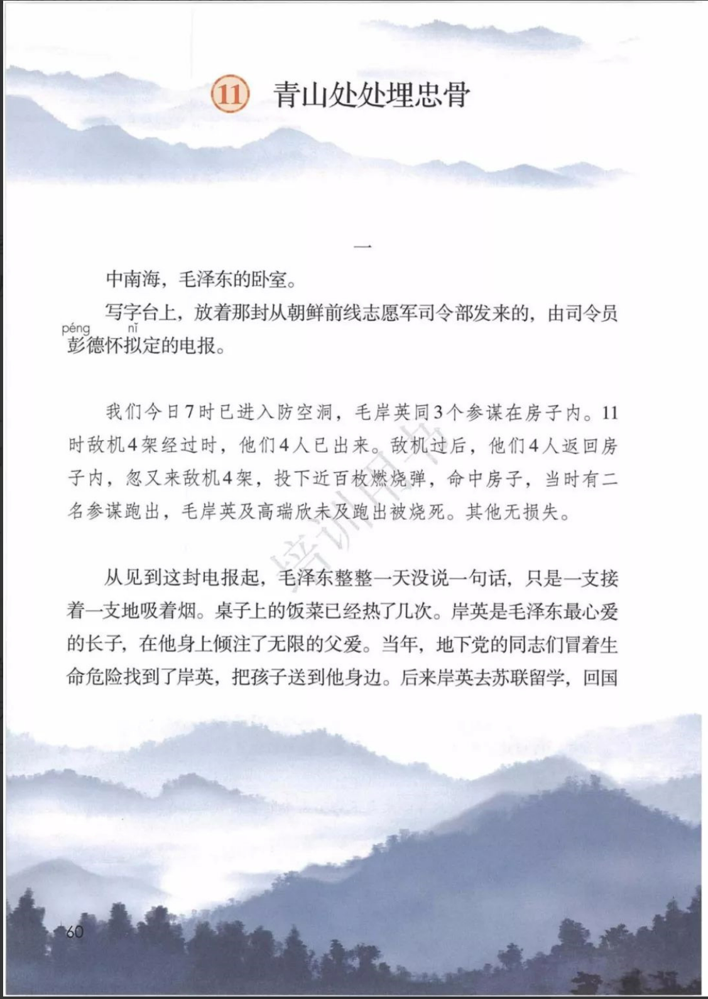 11 青山处处埋忠骨
一
中南海，毛泽东的卧室。
写字台上，放着那封从朝鲜前线志愿军司令部发来的，由司令员
péng nǐ
彭德怀拟定的电报。
我们今日7时已进入防空洞，毛岸英同3个参谋在房子内。11
时敌机4架经过时，他们4人已出来。敌机过后，他们4人返回房
子内，忽又来敌机4架，投下近百枚燃烧弹，命中房子，当时有二
名参谋跑出，毛岸英及高瑞欣未及跑出被烧死。其他无损失。
培训用书
从见到这封电报起，毛泽东整整一天没说一句话，只是一支接
着一支地吸着烟。桌子上的饭菜已经热了几次。岸英是毛泽东最心爱
的长子，在他身上倾注了无限的父爱。当年，地下党的同志们冒着生
命危险找到了岸英，把孩子送到他身边。后来岸英去苏联留学，回国
60